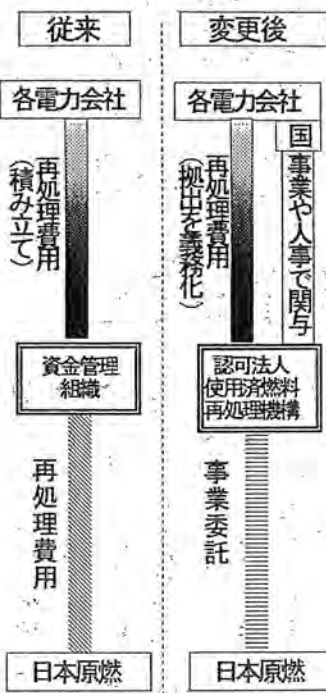 従来
各電力会社
再処理費用
(積み立て)
資金管理
組織
再処理費用
日本原燃
変更後
各電力会社
国
事業や人事で関与
再処理費用
(拠出を義務化)
認可法人
使用済燃料
再処理機構
事業委託
日本原燃